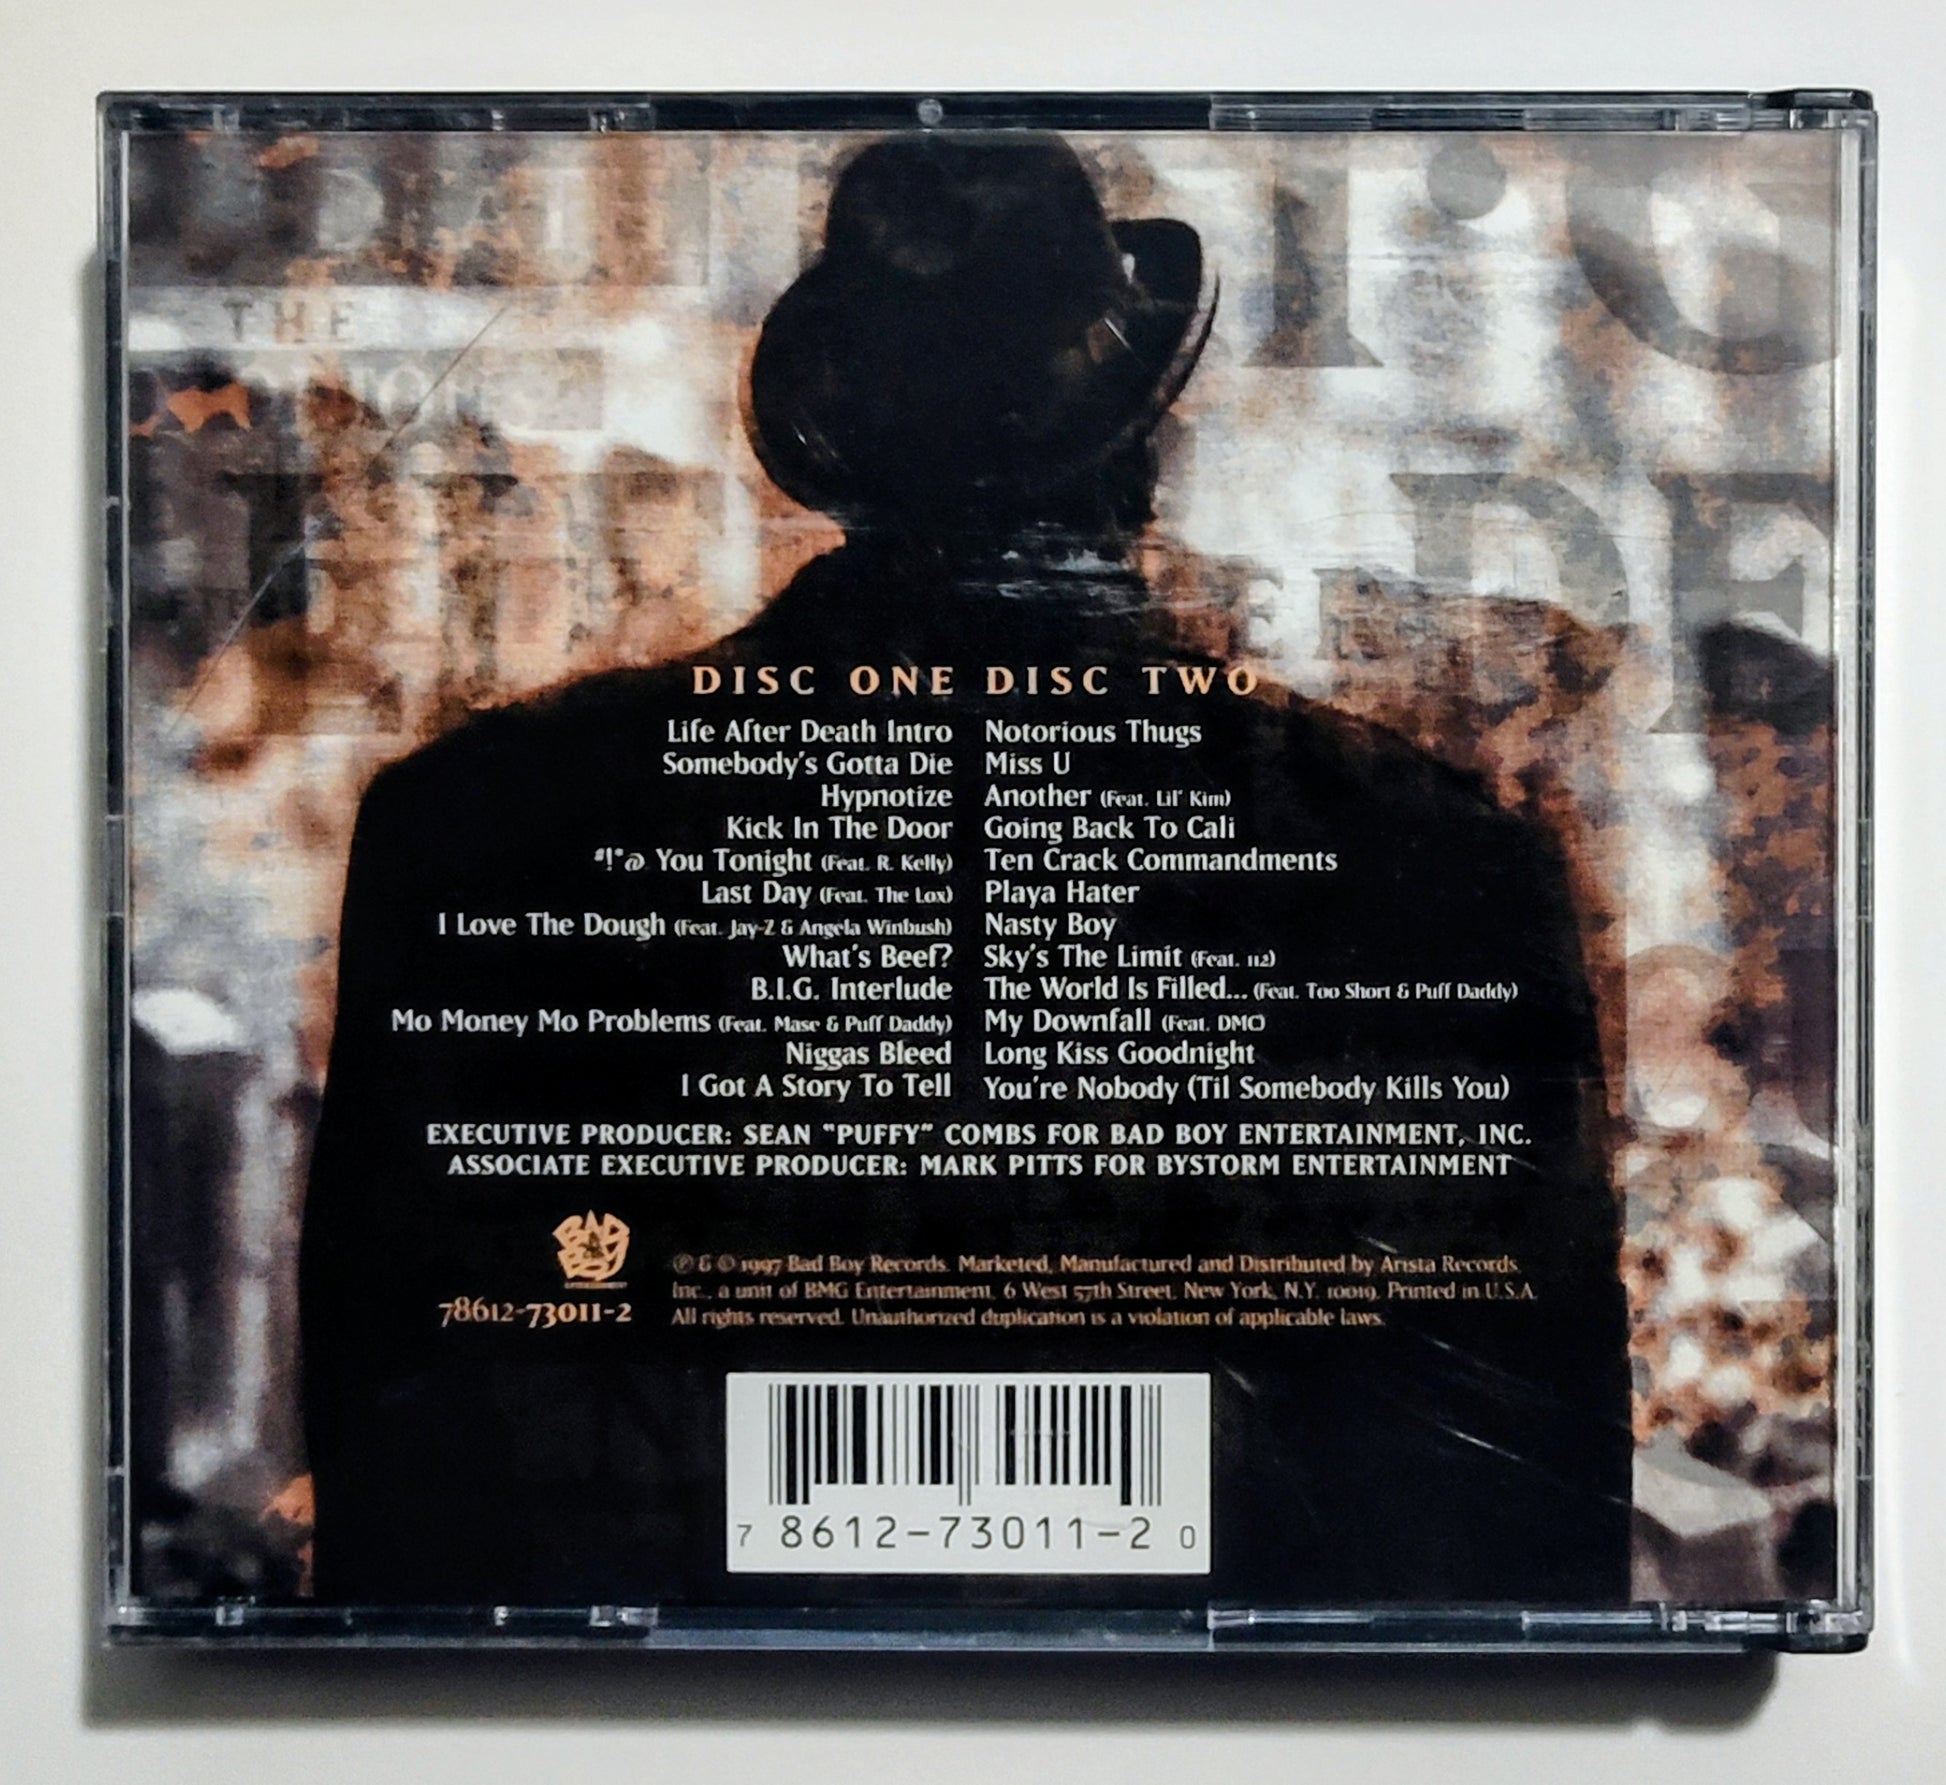 THE
DISC ONE
Life After Death Intro
Somebody's Gotta Die
Hypnotize
Kick In The Door
#!*@ You Tonight (Feat. R. Kelly)
Last Day (Feat. The Lox)
I Love The Dough (Feat. Jay-Z & Angela Winbush)
What's Beef?
B.I.G. Interlude
Mo Money Mo Problems (Feat. Mase & Puff Daddy)
Niggas Bleed
I Got A Story To Tell
DISC TWO
Notorious Thugs
Miss U
Another (Feat. Lil' Kim)
Going Back To Cali
Ten Crack Commandments
Playa Hater
Nasty Boy
Sky's The Limit (Feat. 112)
The World Is Filled... (Feat. Too Short & Puff Daddy)
My Downfall (Feat. DMC)
Long Kiss Goodnight
You're Nobody (Til Somebody Kills You)
EXECUTIVE PRODUCER: SEAN "PUFFY" COMBS FOR BAD BOY ENTERTAINMENT, INC.
ASSOCIATE EXECUTIVE PRODUCER: MARK PITTS FOR BYSTORM ENTERTAINMENT
BAD
BOY
ENTERTAINMENT
78612-73011-2
℗ & © 1997 Bad Boy Records. Marketed, Manufactured and Distributed by Arista Records,
Inc., a unit of BMG Entertainment, 6 West 57th Street, New York, N.Y. 10019. Printed in U.S.A.
All rights reserved. Unauthorized duplication is a violation of applicable laws.
7 8612-73011-2 0